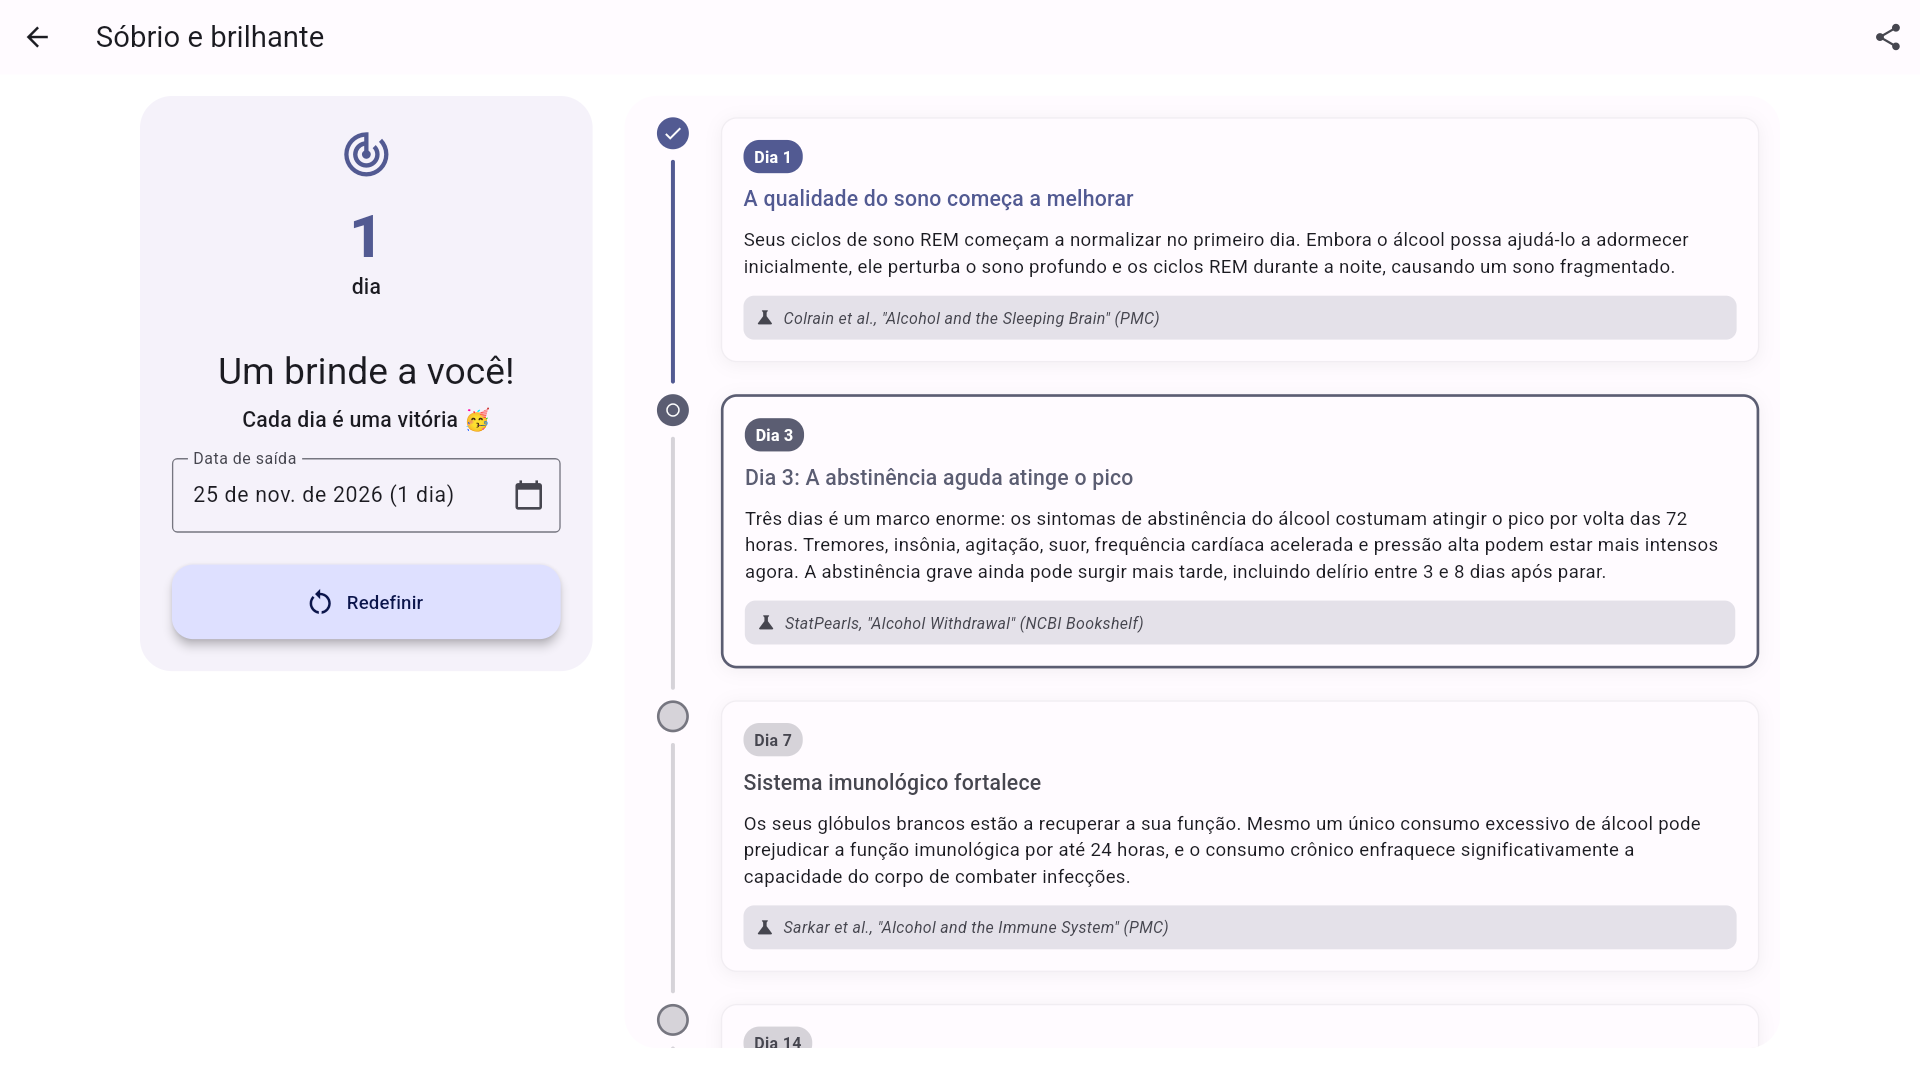 Sóbrio e brilhante
1
dia
Um brinde a você!
Cada dia é uma vitória 🥳
Data de saída
25 de nov. de 2026 (1 dia)
Redefinir
Dia 1
A qualidade do sono começa a melhorar
Seus ciclos de sono REM começam a normalizar no primeiro dia. Embora o álcool possa ajudá-lo a adormecer
inicialmente, ele perturba o sono profundo e os ciclos REM durante a noite, causando um sono fragmentado.
Colrain et al., "Alcohol and the Sleeping Brain" (PMC)
Dia 3
Dia 3: A abstinência aguda atinge o pico
Três dias é um marco enorme: os sintomas de abstinência do álcool costumam atingir o pico por volta das 72
horas. Tremores, insônia, agitação, suor, frequência cardíaca acelerada e pressão alta podem estar mais intensos
agora. A abstinência grave ainda pode surgir mais tarde, incluindo delírio entre 3 e 8 dias após parar.
StatPearls, "Alcohol Withdrawal" (NCBI Bookshelf)
Dia 7
Sistema imunológico fortalece
Os seus glóbulos brancos estão a recuperar a sua função. Mesmo um único consumo excessivo de álcool pode
prejudicar a função imunológica por até 24 horas, e o consumo crônico enfraquece significativamente a
capacidade do corpo de combater infecções.
Sarkar et al., "Alcohol and the Immune System" (PMC)
Dia 14